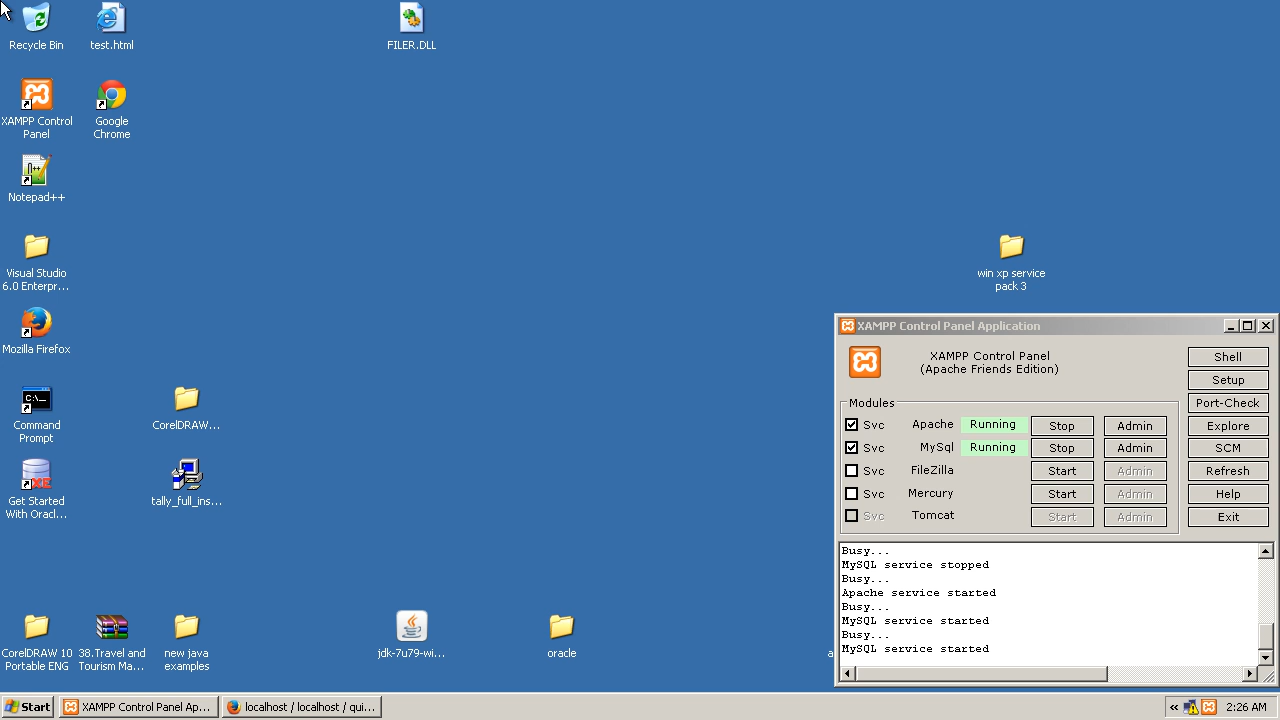 Recycle Bin
test.html
FILER.DLL
XAMPP Control
Panel
Google
Chrome
Notepad++
Visual Studio
6.0 Enterpr...
win xp service
pack 3
Mozilla Firefox
Command
Prompt
CorelDRAW...
Get Started
With Oracl...
tally_full_ins...
CorelDRAW 10
Portable ENG
38.Travel and
Tourism Ma...
new java
examples
jdk-7u79-wi...
oracle
a
XAMPP Control Panel Application
XAMPP Control Panel
(Apache Friends Edition)
Shell
Setup
Port-Check
Explore
SCM
Refresh
Help
Exit
Modules
Svc Apache Running Stop Admin
Svc MySql Running Stop Admin
Svc FileZilla Start Admin
Svc Mercury Start Admin
Svc Tomcat Start Admin
Busy...
MySQL service stopped
Busy...
Apache service started
Busy...
MySQL service started
Busy...
MySQL service started
Start
XAMPP Control Panel Ap...
localhost / localhost / qui...
2:26 AM